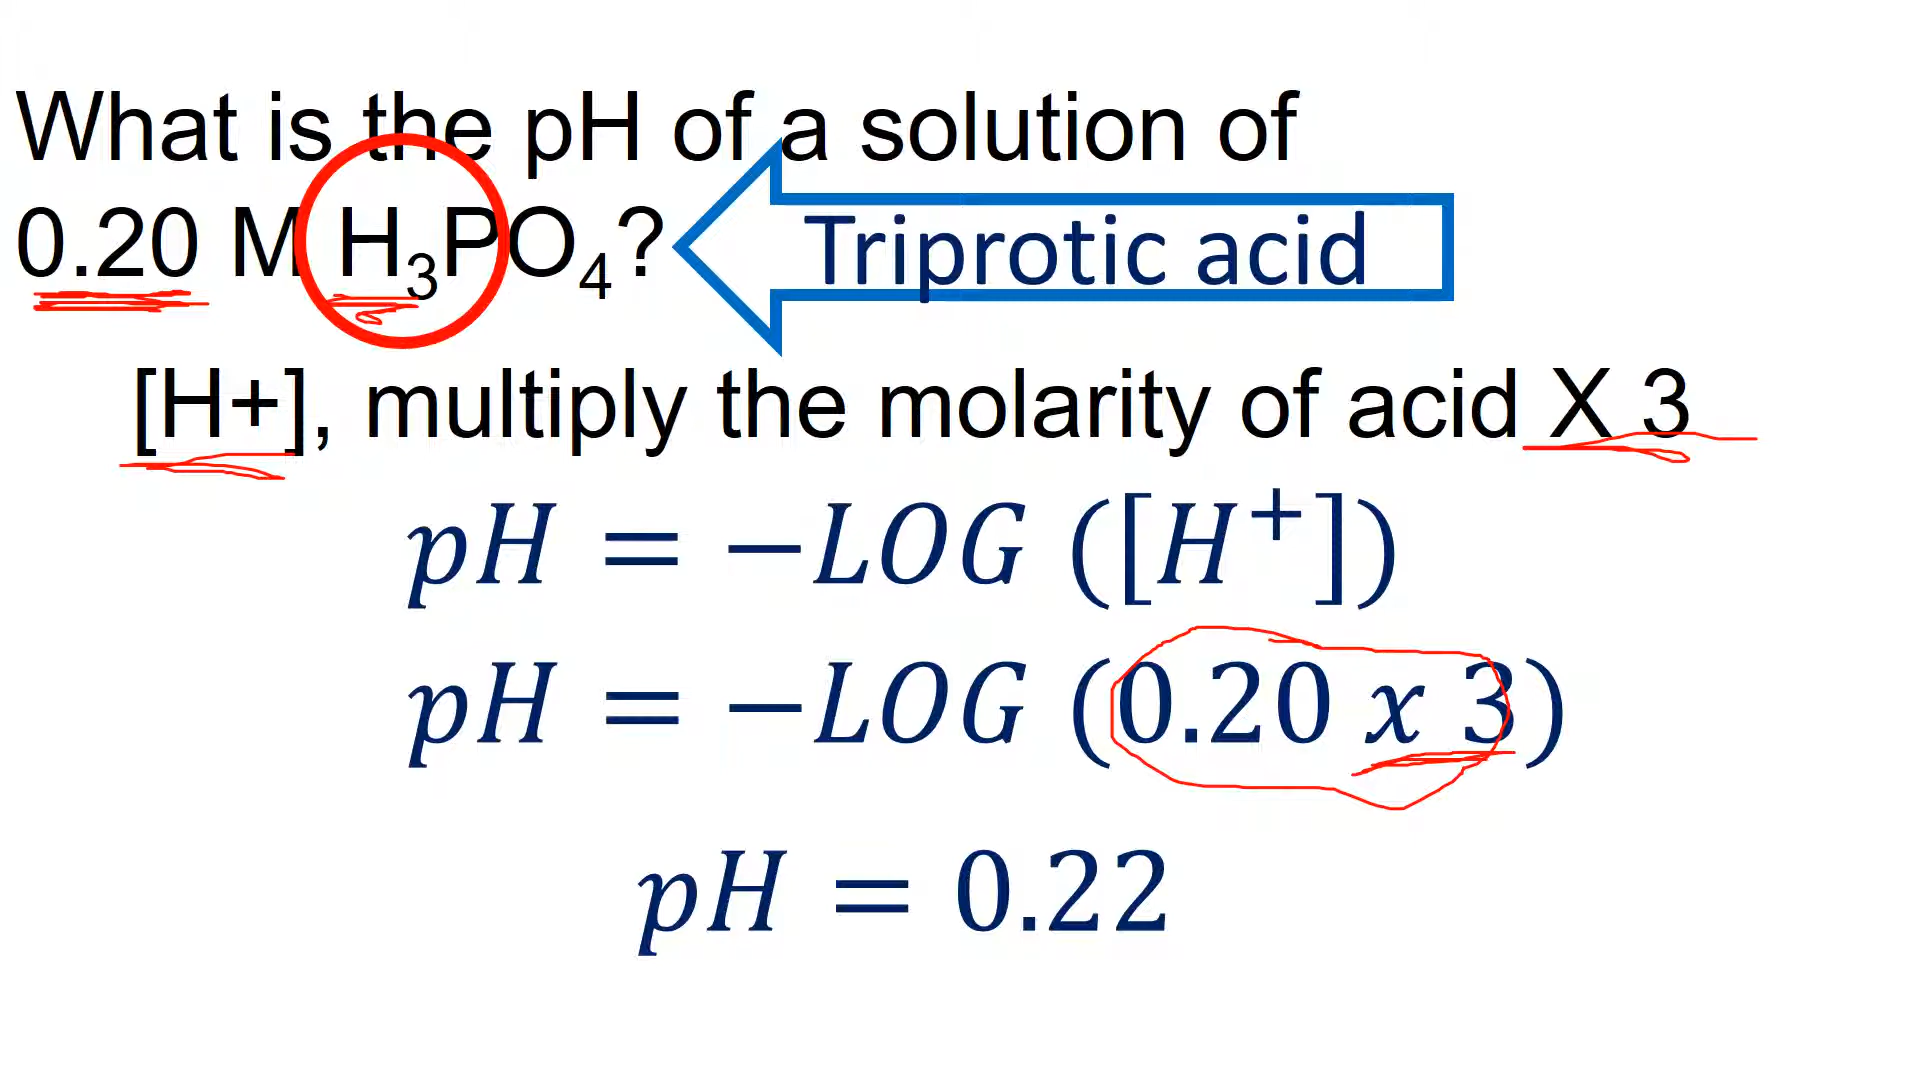 What is the pH of a solution of
0.20 M H₃PO₄?
Triprotic acid
[H+], multiply the molarity of acid X 3
pH = −LOG ([H⁺])
pH = −LOG (0.20 x 3)
pH = 0.22